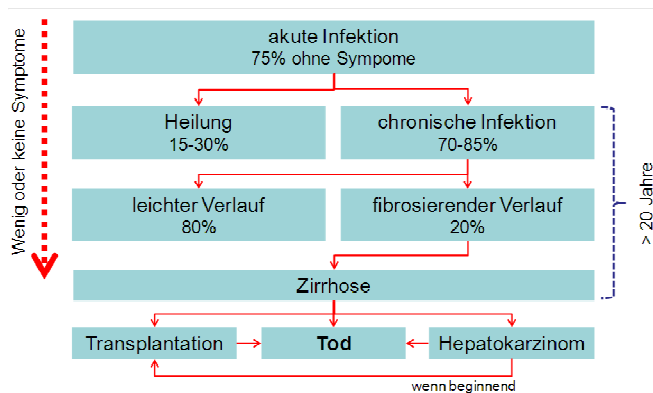 Wenig oder keine Symptome
akute Infektion
75% ohne Sympome
Heilung
15-30%
chronische Infektion
70-85%
leichter Verlauf
80%
fibrosierender Verlauf
20%
> 20 Jahre
Zirrhose
Transplantation
Tod
Hepatokarzinom
wenn beginnend